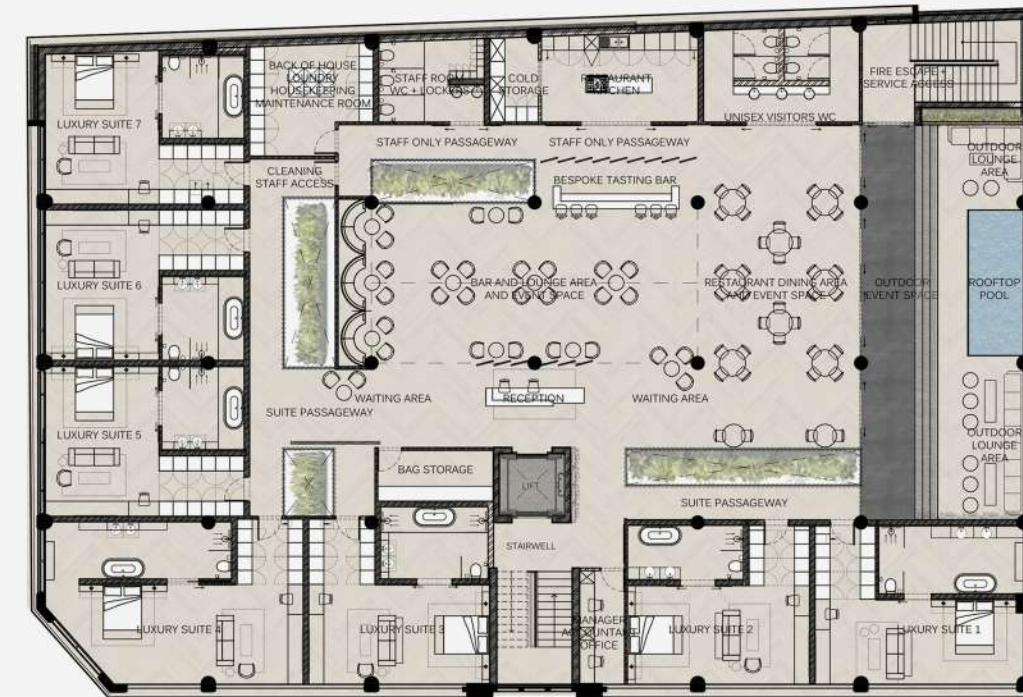 BACK OF HOUSE
LOUNDRY
HOUSEKEEPING
MAINTENANCE ROOM
STAFF ROOM
WC + LOCKERS
COLD
STORAGE
RESTAURANT
KITCHEN
UNISEX VISITORS WC
FIRE ESCAPE +
SERVICE ACCESS
LUXURY SUITE 7
STAFF ONLY PASSAGEWAY
STAFF ONLY PASSAGEWAY
CLEANING
STAFF ACCESS
BESPOKE TASTING BAR
OUTDOOR
LOUNGE
AREA
LUXURY SUITE 6
BAR AND LOUNGE AREA
AND EVENT SPACE
RESTAURANT DINING AREA
AND EVENT SPACE
OUTDOOR
EVENT SPACE
ROOFTOP
POOL
WAITING AREA
RECEPTION
WAITING AREA
SUITE PASSAGEWAY
LUXURY SUITE 5
OUTDOOR
LOUNGE
AREA
BAG STORAGE
LIFT
SUITE PASSAGEWAY
STAIRWELL
LUXURY SUITE 4
LUXURY SUITE 3
MANAGER
ACCOUNTANT
OFFICE
LUXURY SUITE 2
LUXURY SUITE 1